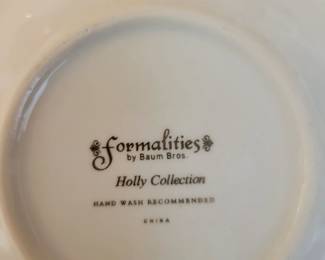 Formalities
by Baum Bros.
Holly Collection
HAND WASH RECOMMENDED
CHINA